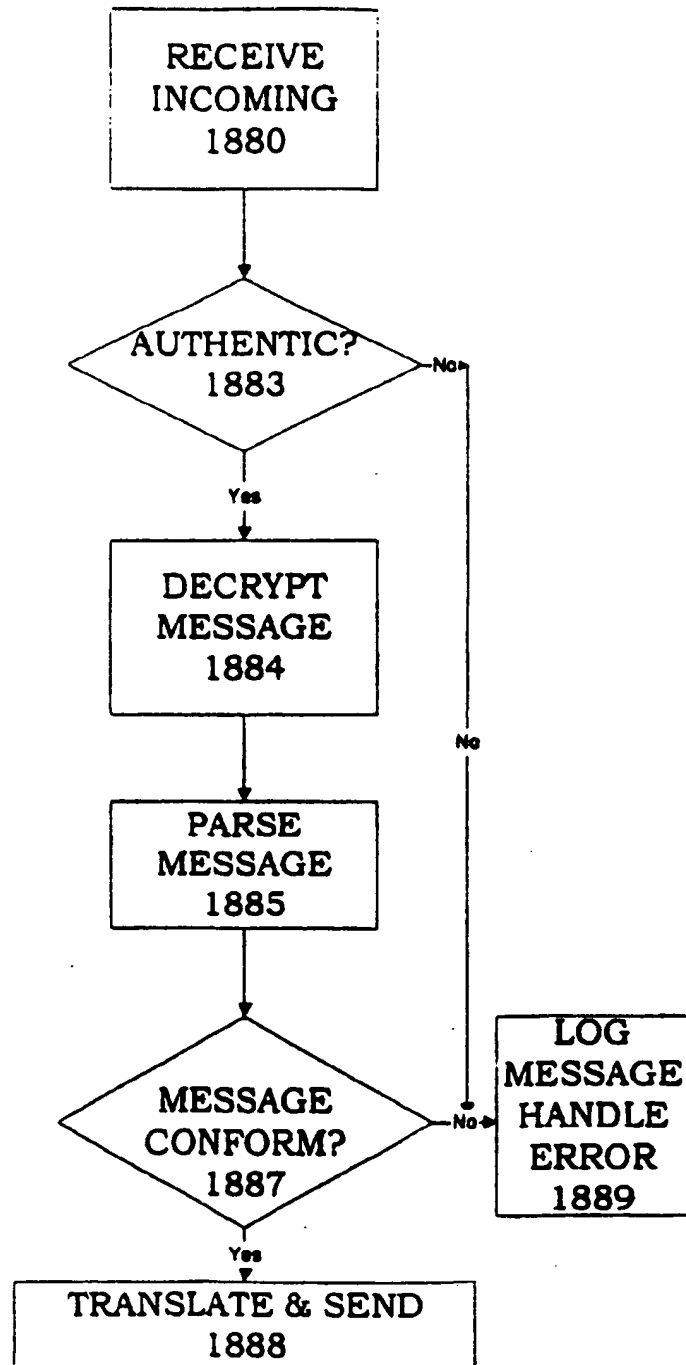 RECEIVE
INCOMING
1880
AUTHENTIC?
1883
No
Yes
DECRYPT
MESSAGE
1884
No
PARSE
MESSAGE
1885
MESSAGE
CONFORM?
1887
No
LOG
MESSAGE
HANDLE
ERROR
1889
Yes
TRANSLATE & SEND
1888